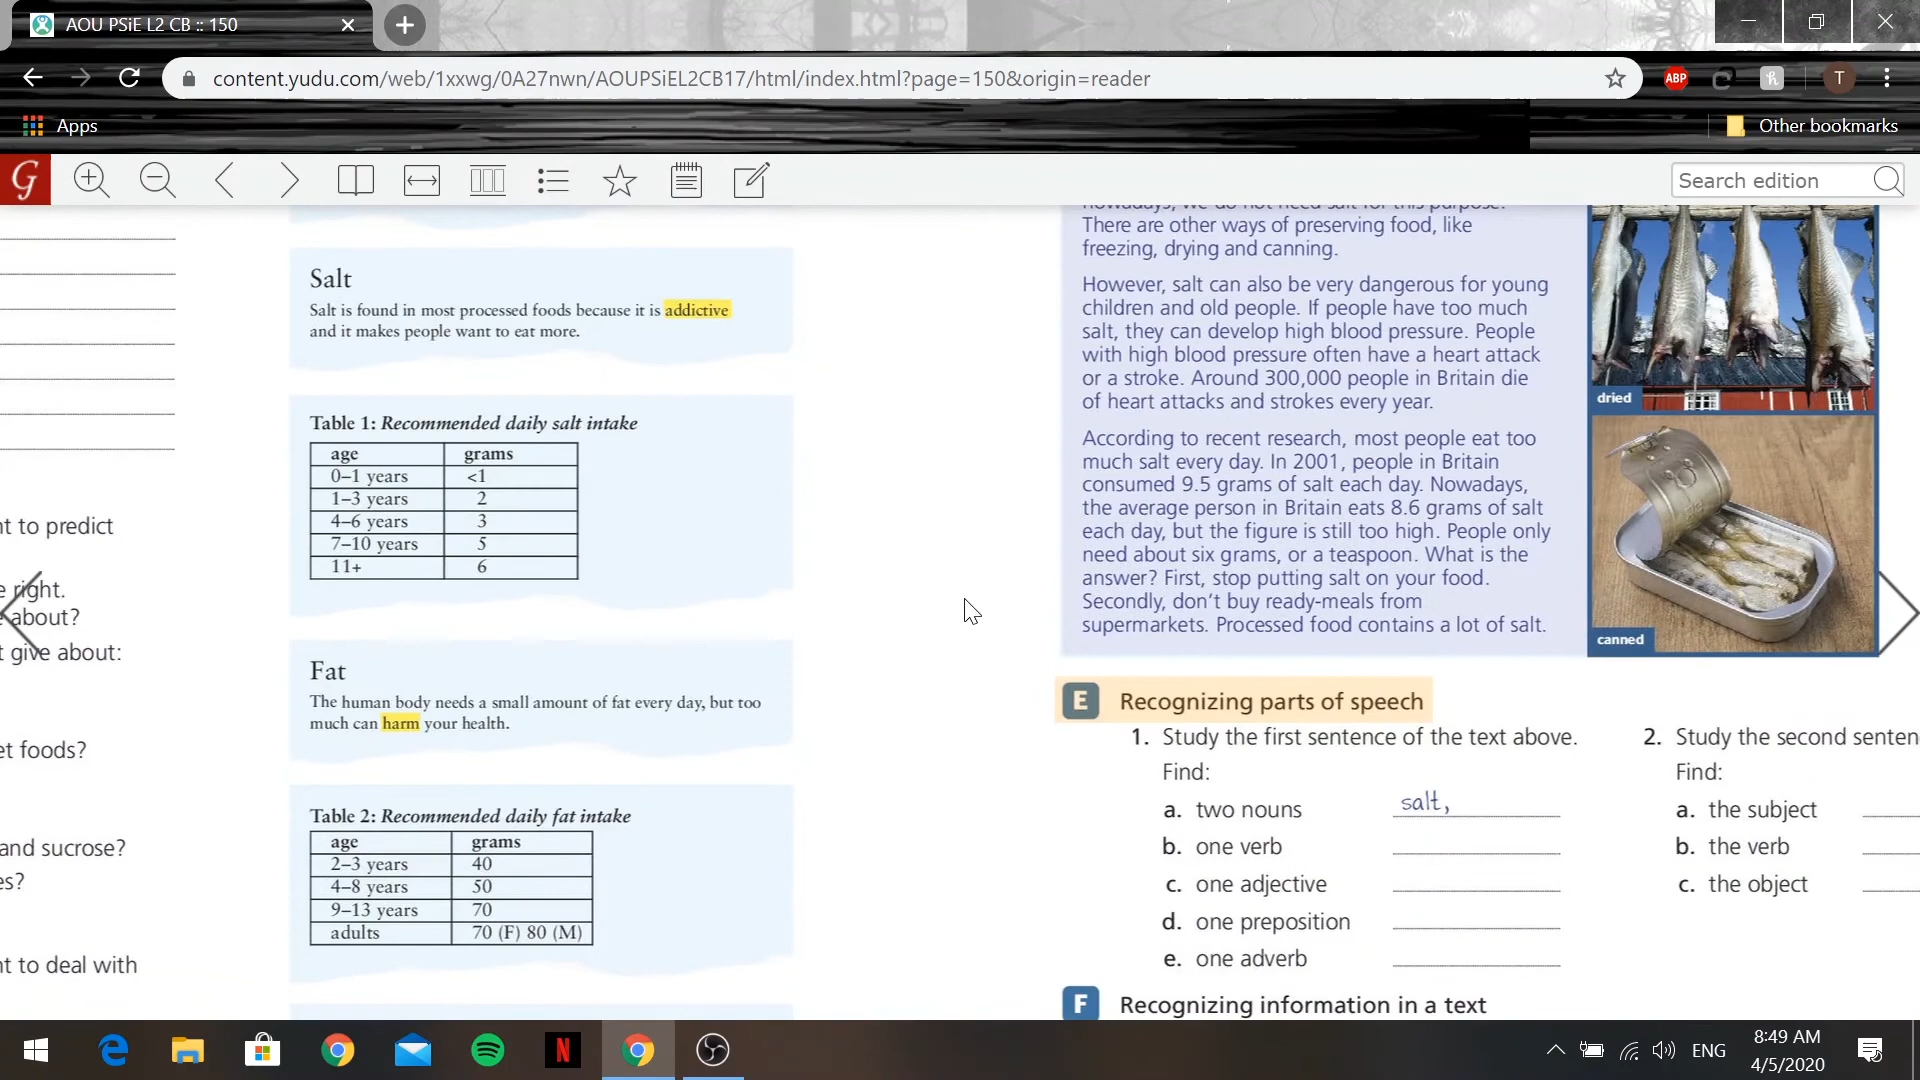 AOU PSiE L2 CB :: 150
content.yudu.com/web/1xxwg/0A27nwn/AOUPSiEL2CB17/html/index.html?page=150&origin=reader
ABP
T
Apps
Other bookmarks
G
Search edition
nt to predict
e right.
e about?
t give about:
et foods?
and sucrose?
es?
nt to deal with
Salt
Salt is found in most processed foods because it is addictive
and it makes people want to eat more.
Table 1: Recommended daily salt intake
age grams
0–1 years <1
1–3 years 2
4–6 years 3
7–10 years 5
11+ 6
Fat
The human body needs a small amount of fat every day, but too
much can harm your health.
Table 2: Recommended daily fat intake
age grams
2–3 years 40
4–8 years 50
9–13 years 70
adults 70 (F) 80 (M)
nowadays, we do not need salt for this purpose.
There are other ways of preserving food, like
freezing, drying and canning.
However, salt can also be very dangerous for young
children and old people. If people have too much
salt, they can develop high blood pressure. People
with high blood pressure often have a heart attack
or a stroke. Around 300,000 people in Britain die
of heart attacks and strokes every year.
According to recent research, most people eat too
much salt every day. In 2001, people in Britain
consumed 9.5 grams of salt each day. Nowadays,
the average person in Britain eats 8.6 grams of salt
each day, but the figure is still too high. People only
need about six grams, or a teaspoon. What is the
answer? First, stop putting salt on your food.
Secondly, don't buy ready-meals from
supermarkets. Processed food contains a lot of salt.
dried
canned
E Recognizing parts of speech
1. Study the first sentence of the text above.
Find:
a. two nouns salt,
b. one verb
c. one adjective
d. one preposition
e. one adverb
2. Study the second senten
Find:
a. the subject
b. the verb
c. the object
F Recognizing information in a text
N
ENG
8:49 AM
4/5/2020